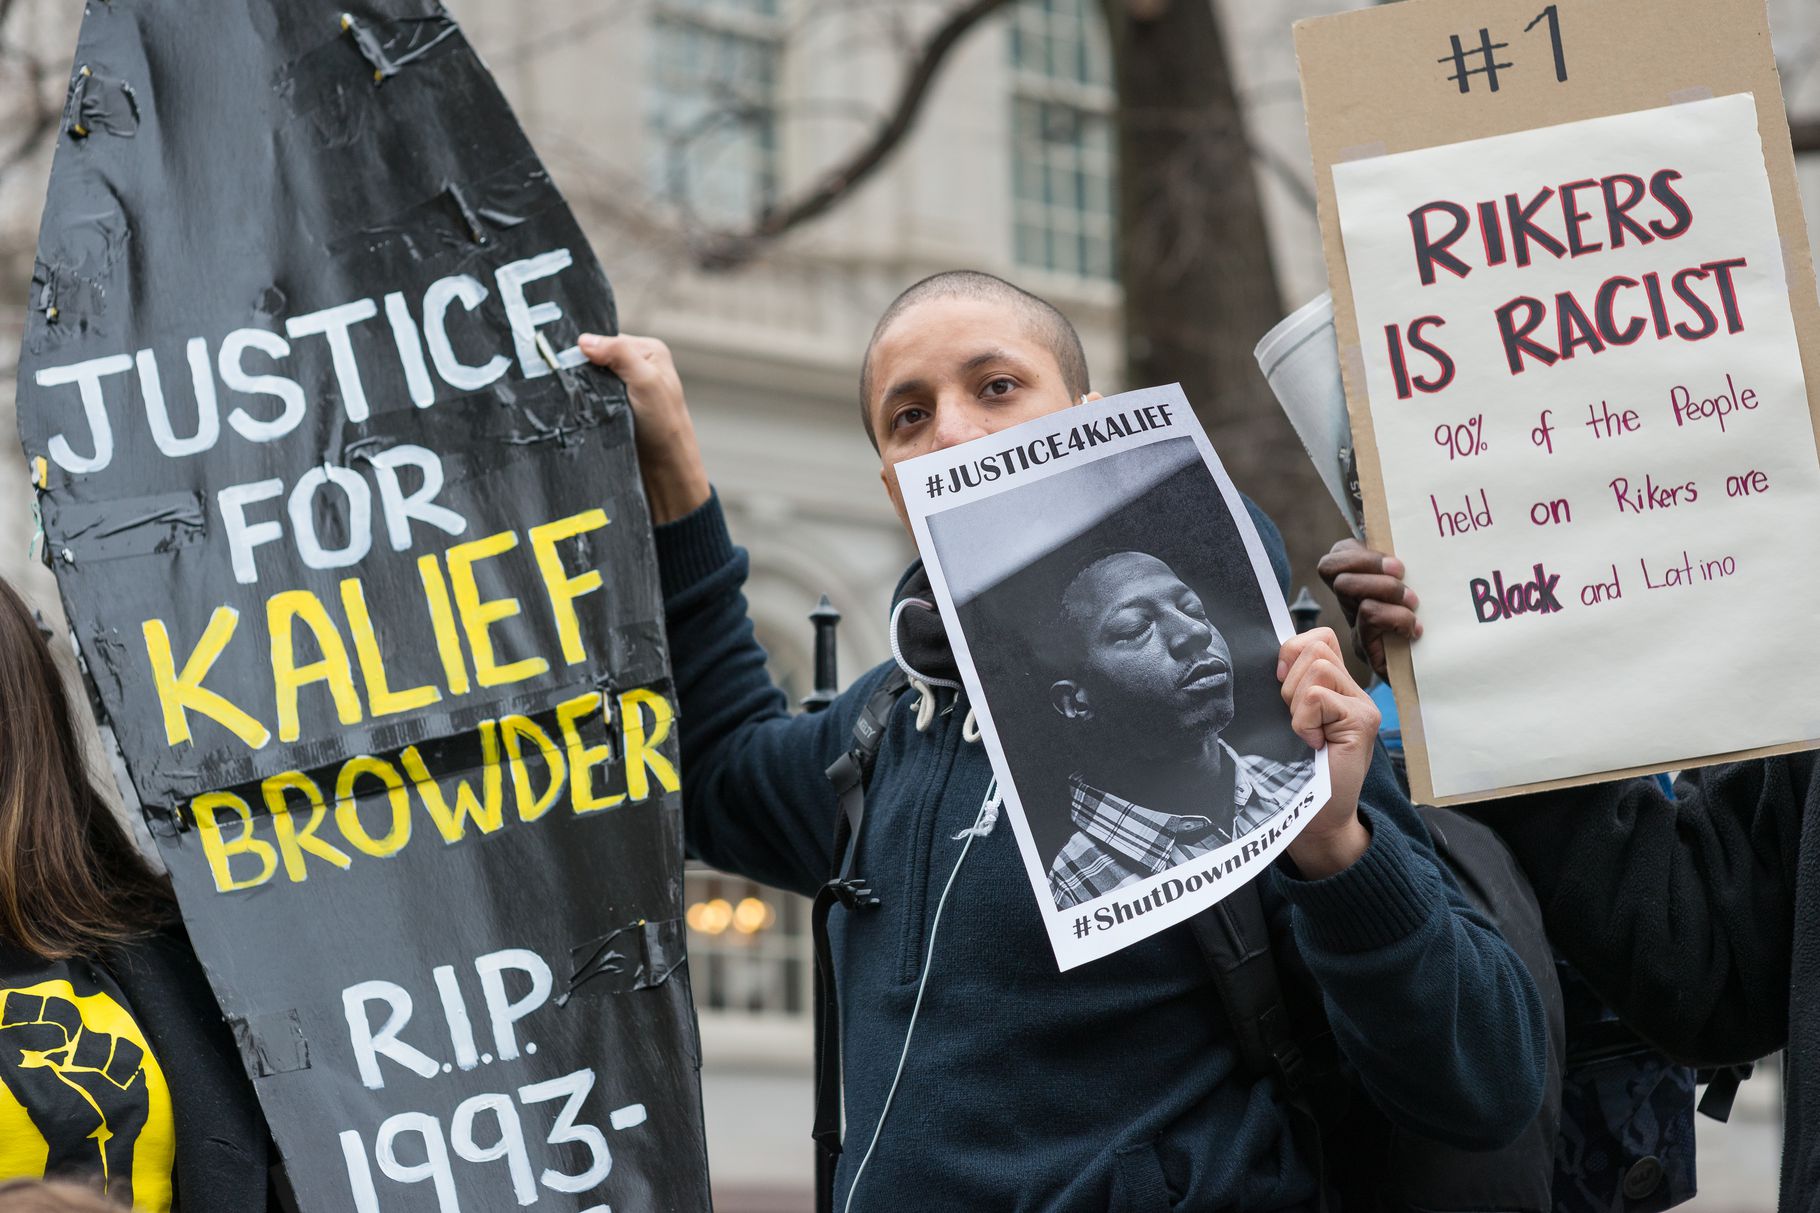 JUSTICE
FOR
KALIEF
BROWDER
R.I.P.
1993-
#JUSTICE4KALIEF
#ShutDownRikers
#1
RIKERS
IS RACIST
90% of the People
held on Rikers are
Black and Latino